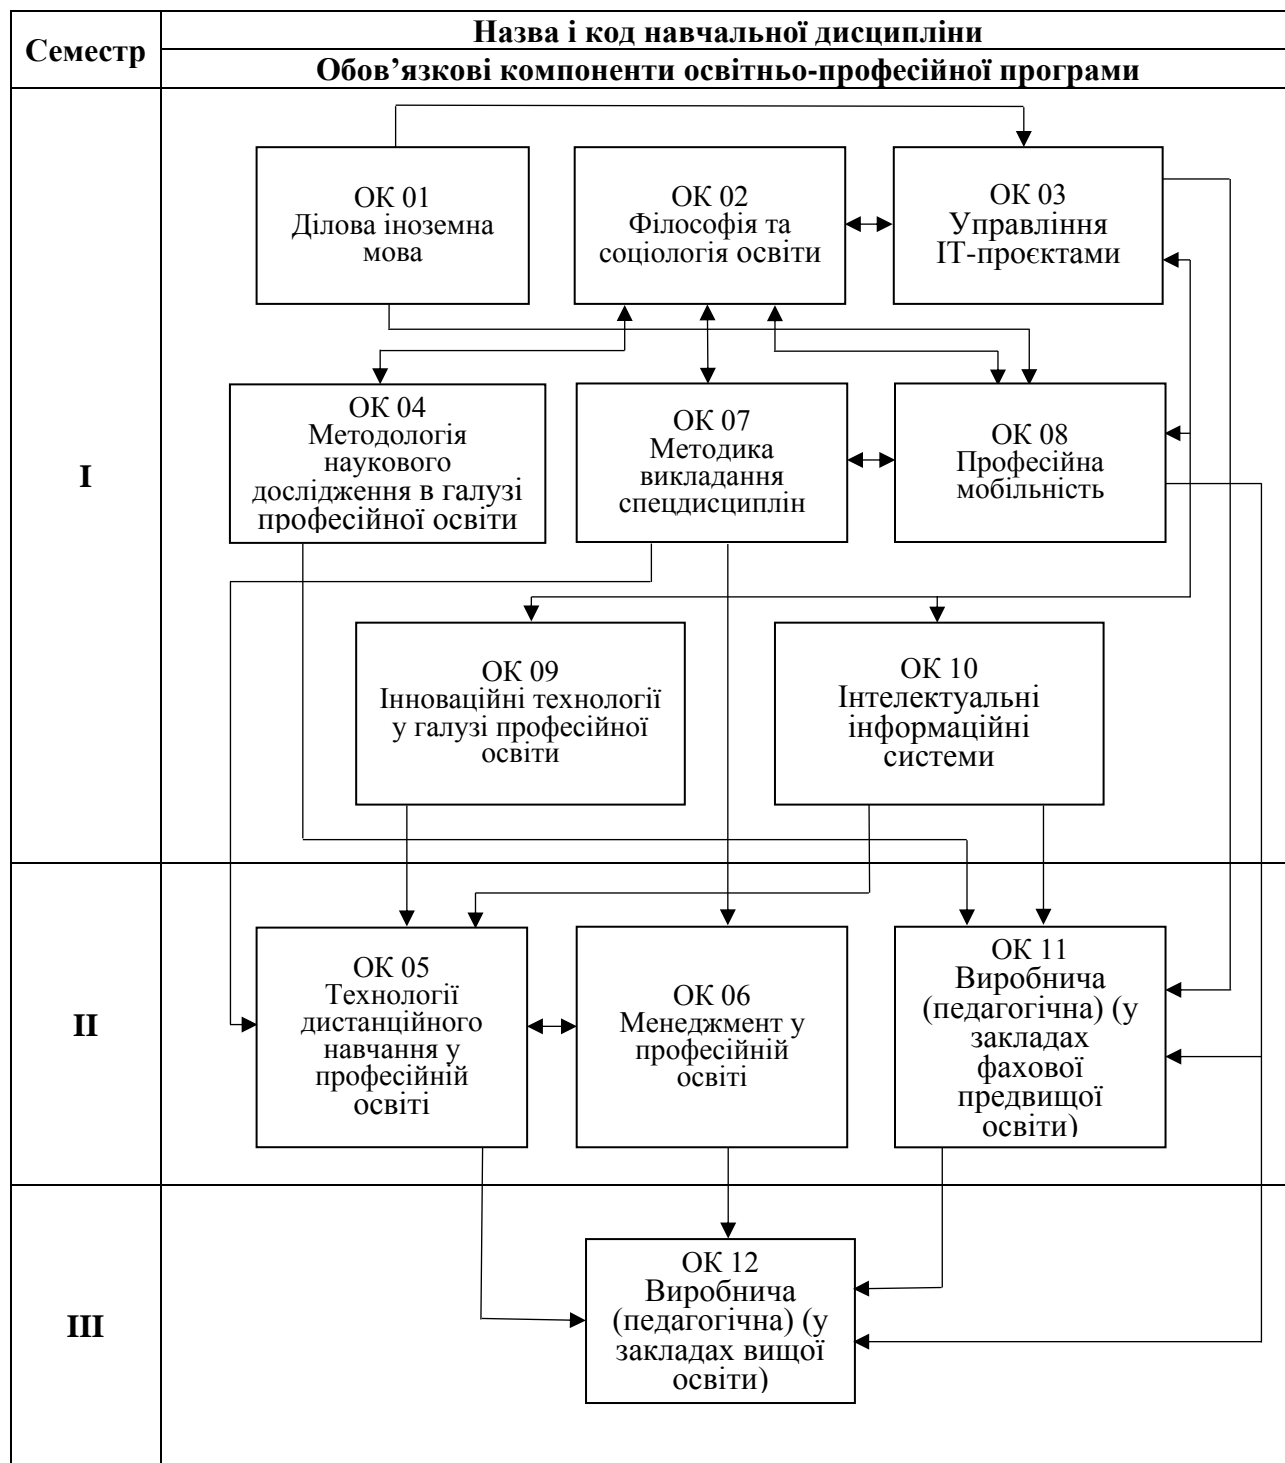 Семестр
Назва і код навчальної дисципліни
Обов’язкові компоненти освітньо-професійної програми
I
ОК 01
Ділова іноземна
мова
ОК 02
Філософія та
соціологія освіти
ОК 03
Управління
ІТ-проєктами
ОК 04
Методологія
наукового
дослідження в галузі
професійної освіти
ОК 07
Методика
викладання
спецдисциплін
ОК 08
Професійна
мобільність
ОК 09
Інноваційні технології
у галузі професійної
освіти
ОК 10
Інтелектуальні
інформаційні
системи
II
ОК 05
Технології
дистанційного
навчання у
професійній
освіті
ОК 06
Менеджмент у
професійній
освіті
ОК 11
Виробнича
(педагогічна) (у
закладах
фахової
предвищої
освіти)
III
ОК 12
Виробнича
(педагогічна) (у
закладах вищої
освіти)